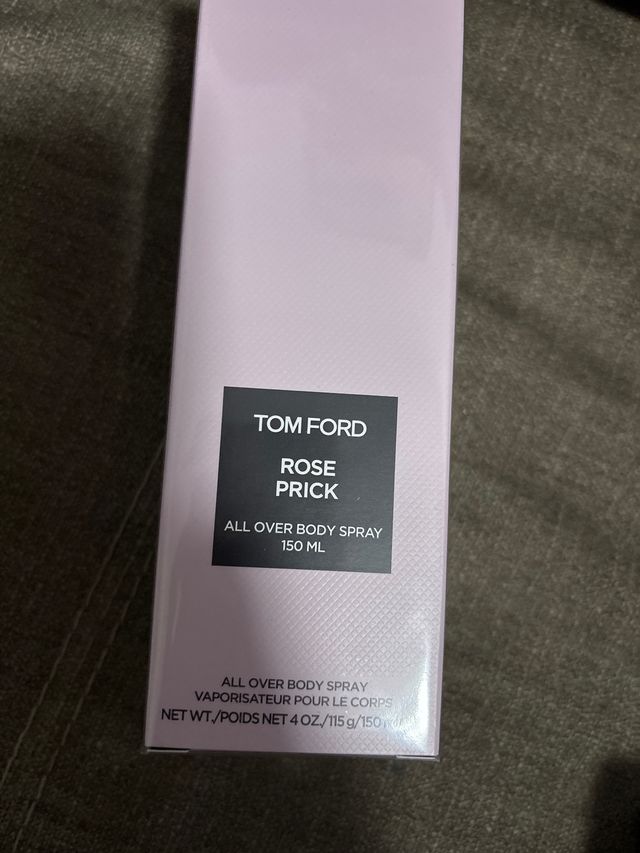 TOM FORD
ROSE
PRICK
ALL OVER BODY SPRAY
150 ML
ALL OVER BODY SPRAY
VAPORISATEUR POUR LE CORPS
NET WT./POIDS NET 4 OZ./115 g/150